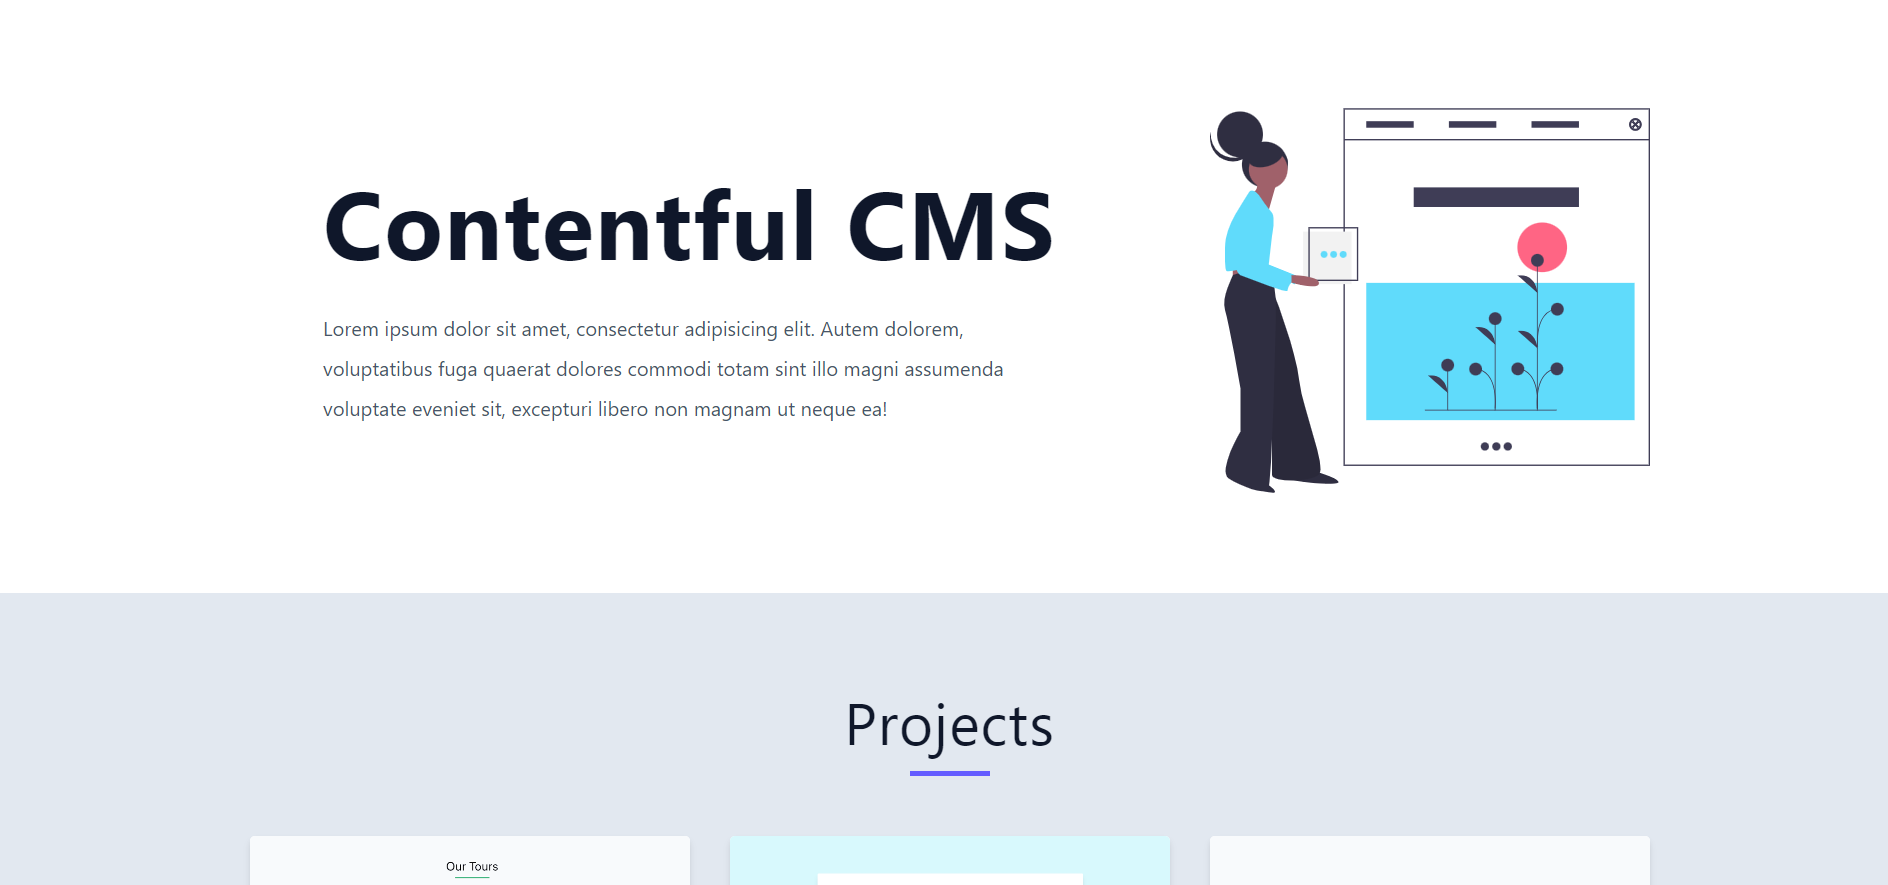 Contentful CMS
Lorem ipsum dolor sit amet, consectetur adipisicing elit. Autem dolorem,
voluptatibus fuga quaerat dolores commodi totam sint illo magni assumenda
voluptate eveniet sit, excepturi libero non magnam ut neque ea!
Projects
Our Tours